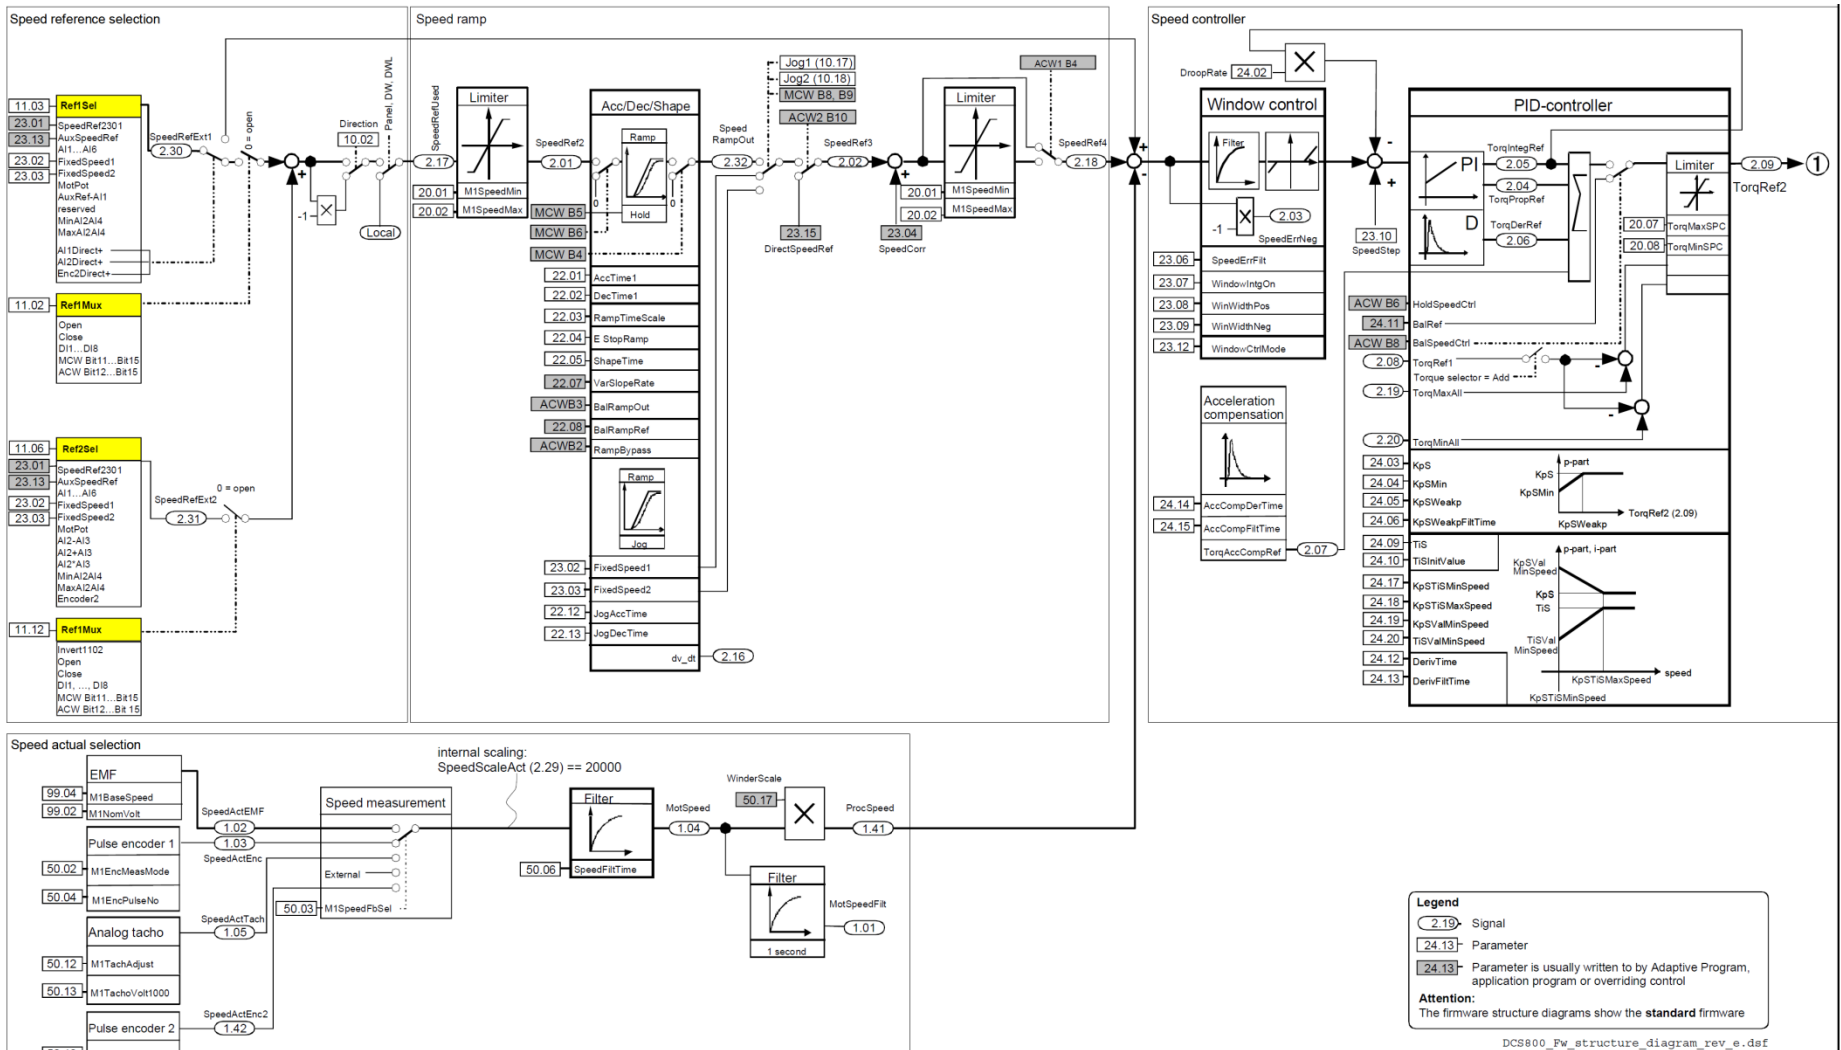 Speed reference selection
11.03 Ref1Sel
23.01 SpeedRef2301
23.13 AuxSpeedRef
AI1...AI6
23.02 FixedSpeed1
23.03 FixedSpeed2
MotPot
AuxRef-AI1
reserved
MinAI2AI4
MaxAI2AI4
AI1Direct+
AI2Direct+
Enc2Direct+
SpeedRefExt1
2.30
0 = open
11.02 Ref1Mux
Open
Close
DI1...DI8
MCW Bit11...Bit15
ACW Bit12...Bit15
11.06 Ref2Sel
23.01 SpeedRef2301
23.13 AuxSpeedRef
AI1...AI6
23.02 FixedSpeed1
23.03 FixedSpeed2
MotPot
AI2-AI3
AI2+AI3
AI2*AI3
MinAI2AI4
MaxAI2AI4
Encoder2
SpeedRefExt2
2.31
0 = open
11.12 Ref1Mux
Invert1102
Open
Close
DI1, ..., DI8
MCW Bit11...Bit15
ACW Bit12...Bit 15
+
-1
X
Direction
10.02
Panel, DW, DWL
Local
Speed ramp
SpeedRefUsed
2.17
Limiter
20.01 M1SpeedMin
20.02 M1SpeedMax
SpeedRef2
2.01
Acc/Dec/Shape
Ramp
0
0
Hold
MCW B5
MCW B6
MCW B4
22.01 AccTime1
22.02 DecTime1
22.03 RampTimeScale
22.04 E StopRamp
22.05 ShapeTime
22.07 VarSlopeRate
ACWB3 BalRampOut
22.08 BalRampRef
ACWB2 RampBypass
Ramp
Jog
23.02 FixedSpeed1
23.03 FixedSpeed2
22.12 JogAccTime
22.13 JogDecTime
dv_dt 2.16
Speed
RampOut
2.32
Jog1 (10.17)
Jog2 (10.18)
MCW B8, B9
ACW2 B10
SpeedRef3
2.02
23.15
DirectSpeedRef
+
23.04
SpeedCorr
Limiter
20.01 M1SpeedMin
20.02 M1SpeedMax
ACW1 B4
SpeedRef4
2.18
+
-
Speed controller
DroopRate 24.02
X
Window control
Filter
X
-1
2.03
SpeedErrNeg
23.06 SpeedErrFilt
23.07 WindowIntgOn
23.08 WinWidthPos
23.09 WinWidthNeg
23.12 WindowCtrlMode
-
+
23.10
SpeedStep
Acceleration
compensation
24.14 AccCompDerTime
24.15 AccCompFiltTime
TorqAccCompRef 2.07
PID-controller
PI
D
TorqIntegRef
2.05
2.04
TorqPropRef
TorqDerRef
2.06
Σ
Limiter
20.07 TorqMaxSPC
20.08 TorqMinSPC
2.09
TorqRef2
1
ACW B6 HoldSpeedCtrl
24.11 BalRef
ACW B8 BalSpeedCtrl
2.08 TorqRef1
Torque selector = Add
-
2.19 TorqMaxAll
-
2.20 TorqMinAll
24.03 KpS
24.04 KpSMin
24.05 KpSWeakp
24.06 KpSWeakpFiltTime
p-part
KpS
KpSMin
TorqRef2 (2.09)
KpSWeakp
24.09 TiS
24.10 TiSInitValue
24.17 KpSTiSMinSpeed
24.18 KpSTiSMaxSpeed
24.19 KpSValMinSpeed
24.20 TiSValMinSpeed
24.12 DerivTime
24.13 DerivFiltTime
p-part, i-part
KpSVal
MinSpeed
KpS
TiS
TiSVal
MinSpeed
speed
KpSTiSMaxSpeed
KpSTiSMinSpeed
Speed actual selection
EMF
99.04 M1BaseSpeed
99.02 M1NomVolt
SpeedActEMF
1.02
Pulse encoder 1
1.03
SpeedActEnc
50.02 M1EncMeasMode
50.04 M1EncPulseNo
Analog tacho
SpeedActTach
1.05
50.12 M1TachAdjust
50.13 M1TachoVolt1000
Pulse encoder 2
SpeedActEnc2
1.42
Speed measurement
External
50.03 M1SpeedFbSel
internal scaling:
SpeedScaleAct (2.29) == 20000
Filter
50.06 SpeedFiltTime
MotSpeed
1.04
WinderScale
50.17
X
ProcSpeed
1.41
Filter
1 second
MotSpeedFilt
1.01
Legend
2.19 Signal
24.13 Parameter
24.13 Parameter is usually written to by Adaptive Program,
application program or overriding control
Attention:
The firmware structure diagrams show the standard firmware
DCS800_Fw_structure_diagram_rev_e.dsf